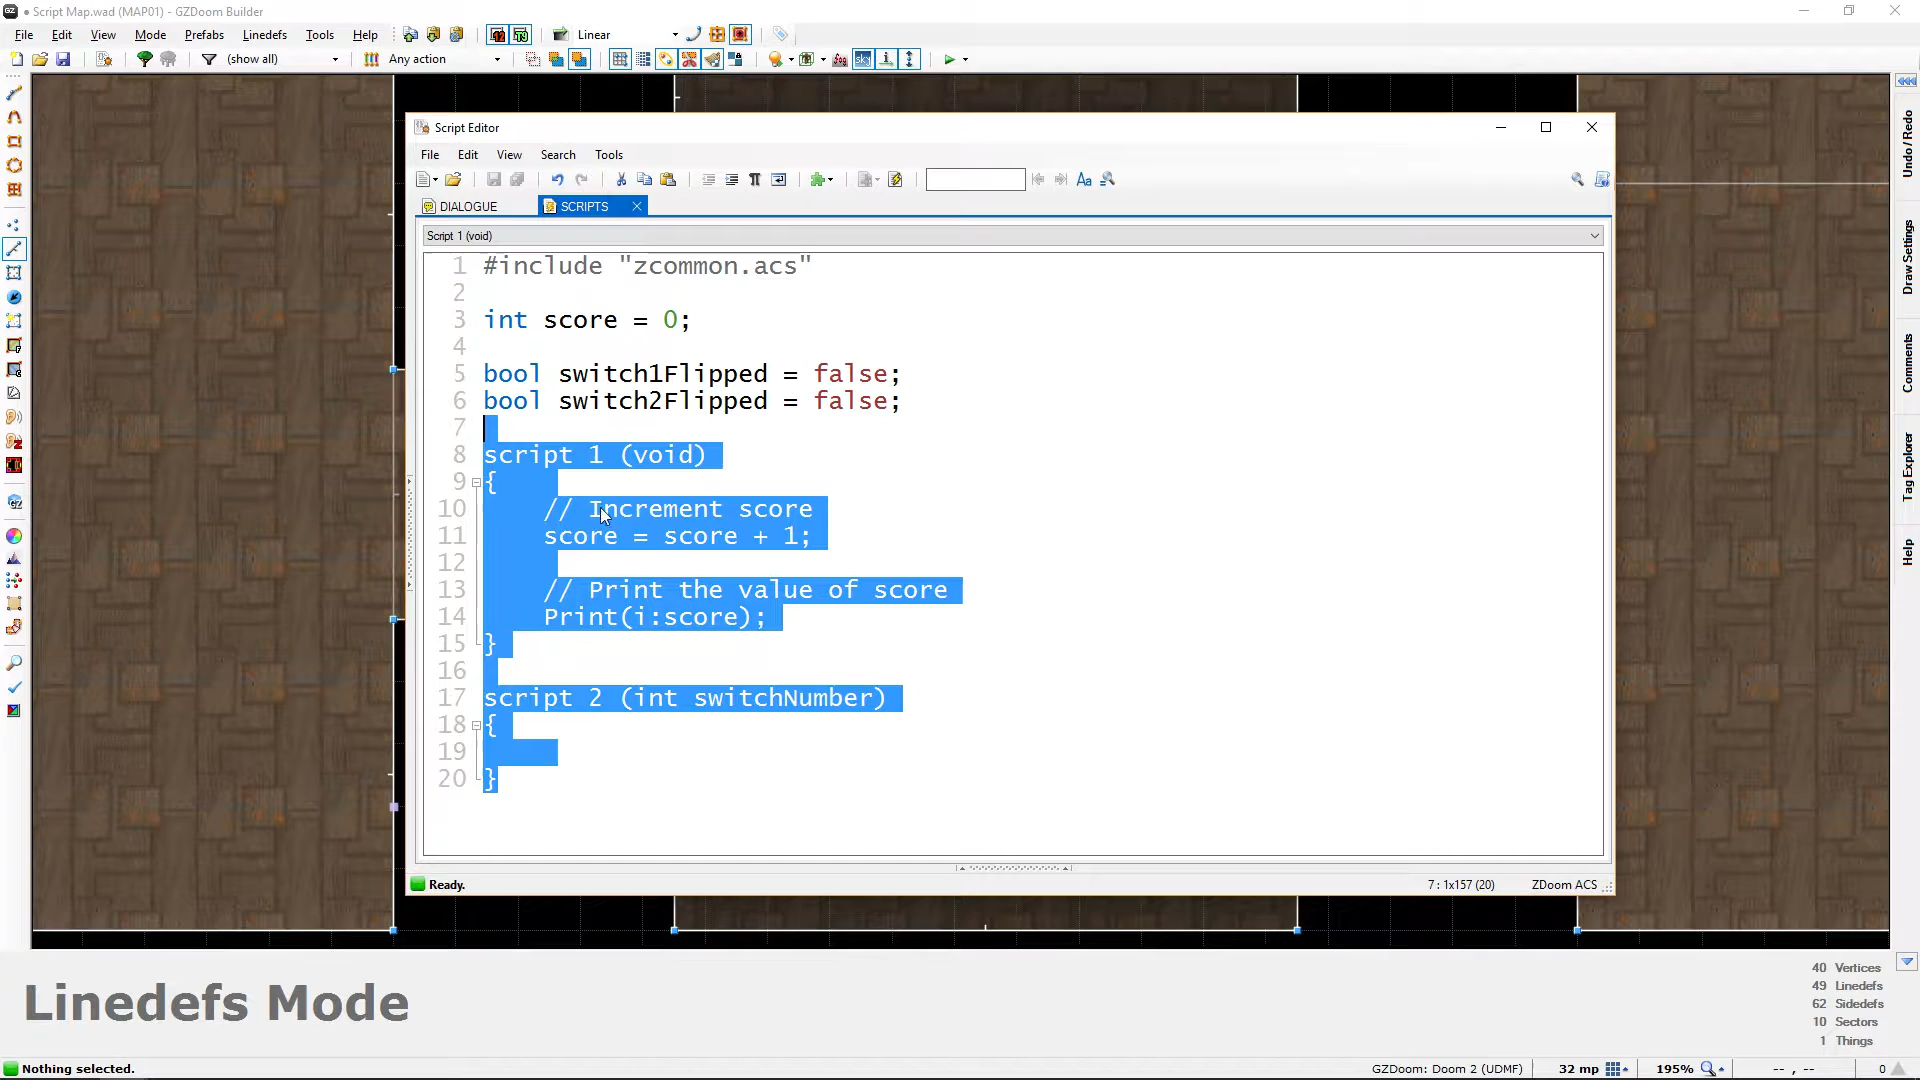 Script Map.wad (MAP01) - GZDoom Builder
File Edit View Mode Prefabs Linedefs Tools Help Linear
(show all) Any action
Script Editor
File Edit View Search Tools
DIALOGUE SCRIPTS
Script 1 (void)
1 #include "zcommon.acs"
2
3 int score = 0;
4
5 bool switch1Flipped = false;
6 bool switch2Flipped = false;
7
8 script 1 (void)
9 {
10 // Increment score
11 score = score + 1;
12
13 // Print the value of score
14 Print(i:score);
15 }
16
17 script 2 (int switchNumber)
18 {
19
20 }
Ready. 7 : 1x157 (20) ZDoom ACS
Undo / Redo
Draw Settings
Comments
Tag Explorer
Help
Linedefs Mode
40 Vertices
49 Linedefs
62 Sidedefs
10 Sectors
1 Things
Nothing selected. GZDoom: Doom 2 (UDMF) 32 mp 195% -- , -- 0